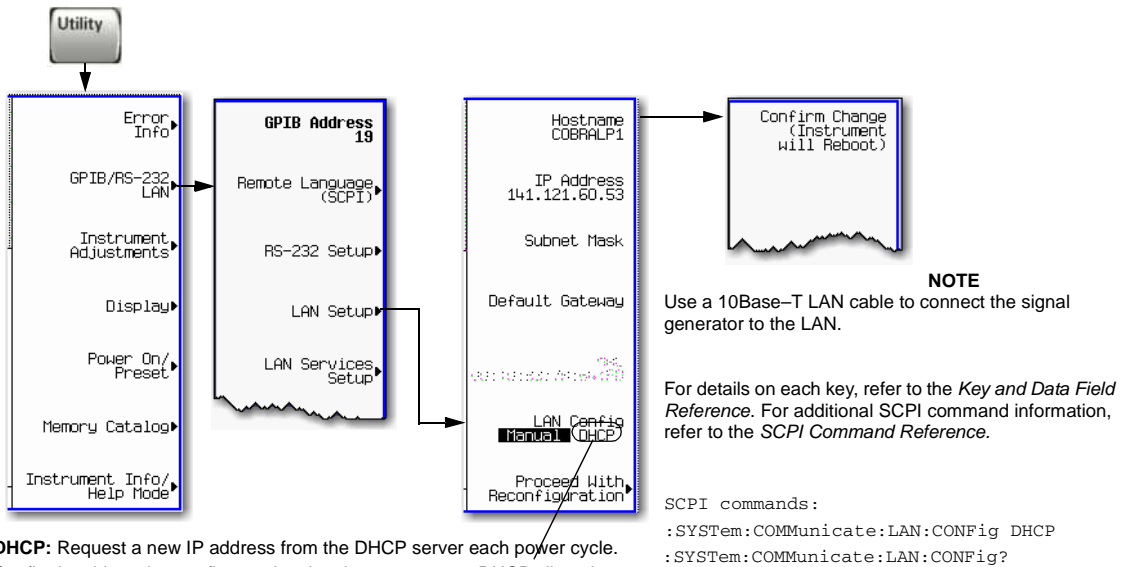 Utility
Error
Info
GPIB/RS-232
LAN
Instrument
Adjustments
Display
Power On/
Preset
Memory Catalog
Instrument Info/
Help Mode
GPIB Address
19
Remote Language
(SCPI)
RS-232 Setup
LAN Setup
LAN Services
Setup
Hostname
COBRALP1
IP Address
141.121.60.53
Subnet Mask
Default Gateway
LAN Config
Manual DHCP
Proceed With
Reconfiguration
Confirm Change
(Instrument
will Reboot)
NOTE
Use a 10Base–T LAN cable to connect the signal
generator to the LAN.
For details on each key, refer to the Key and Data Field
Reference. For additional SCPI command information,
refer to the SCPI Command Reference.
SCPI commands:
:SYSTem:COMMunicate:LAN:CONFig DHCP
:SYSTem:COMMunicate:LAN:CONFig?
DHCP: Request a new IP address from the DHCP server each power cycle.